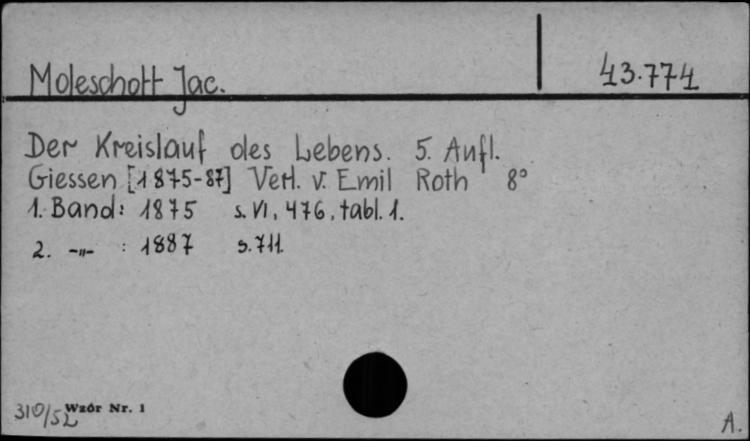 Moleschott Jac.
43.774
Der Kreislauf des Lebens. 5. Aufl.
Giessen [1875-87] Verl. v. Emil Roth 8°
1. Band: 1875 s. VI, 476, tabl. 1.
2. -„- : 1887 s. 711.
310/52 Wzór Nr. 1
A.